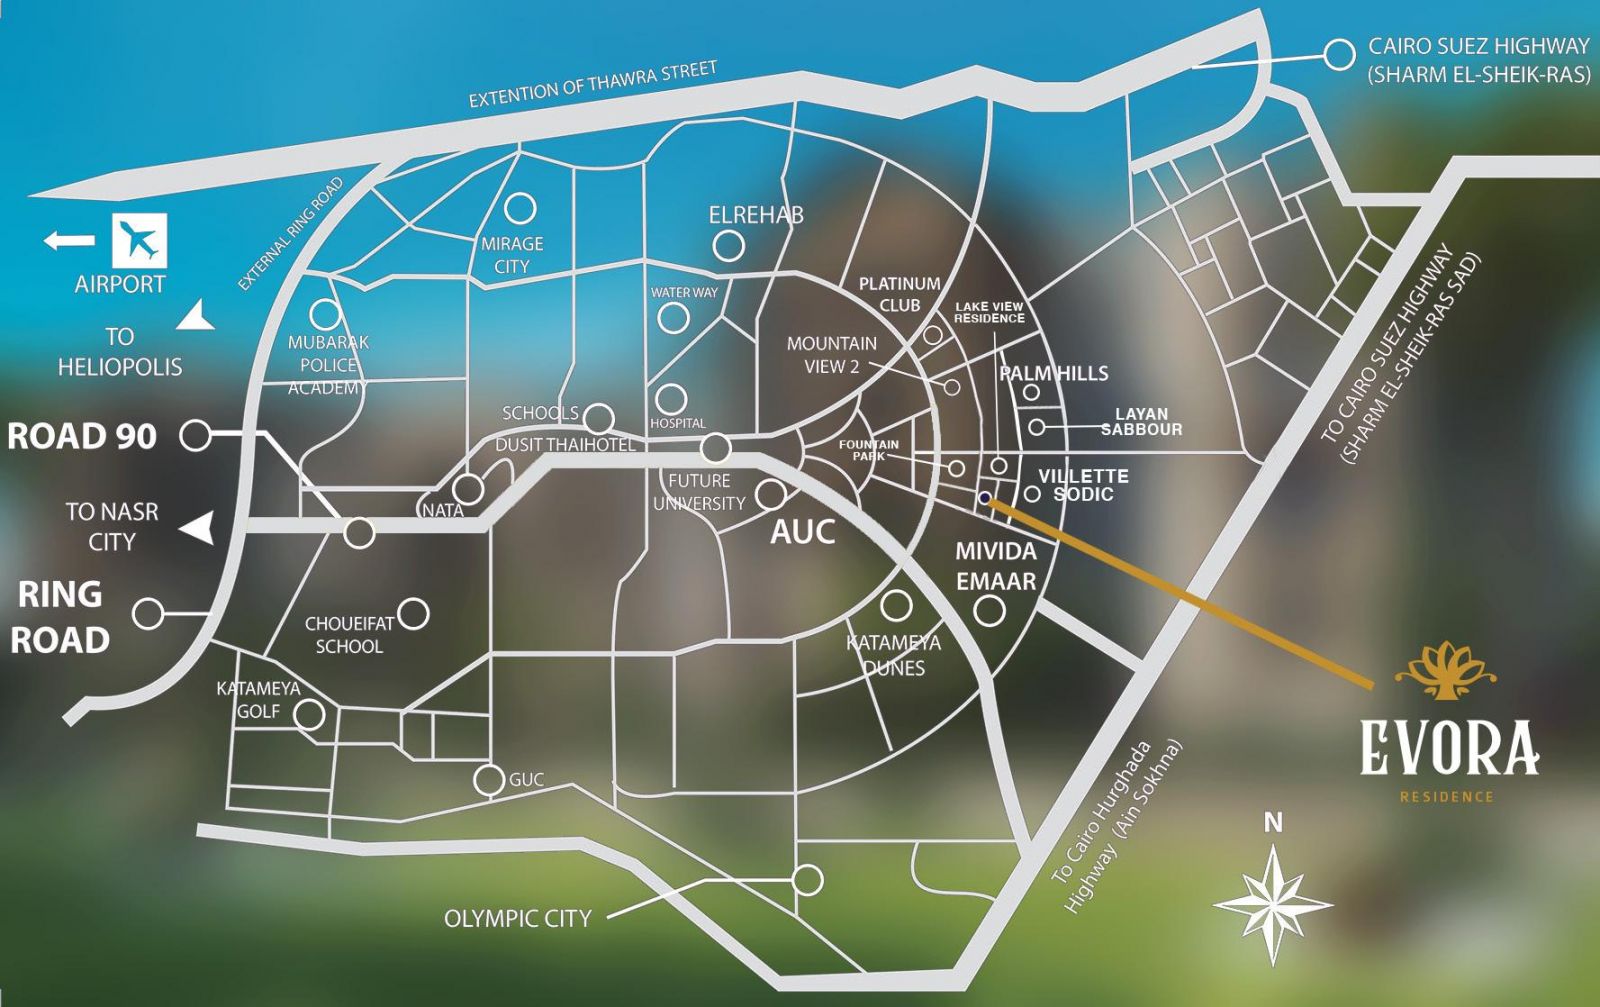 CAIRO SUEZ HIGHWAY
(SHARM EL-SHEIK-RAS)
EXTENTION OF THAWRA STREET
EXTERNAL RING ROAD
AIRPORT
TO
HELIOPOLIS
MIRAGE
CITY
ELREHAB
WATER WAY
PLATINUM
CLUB
LAKE VIEW
RESIDENCE
MUBARAK
POLICE
ACADEMY
MOUNTAIN
VIEW 2
PALM HILLS
LAYAN
SABBOUR
TO CAIRO SUEZ HIGHWAY
(SHARM EL-SHEIK-RAS SAD)
ROAD 90
SCHOOLS
HOSPITAL
DUSIT THAIHOTEL
FOUNTAIN
PARK
FUTURE
UNIVERSITY
VILLETTE
SODIC
NATA
TO NASR
CITY
AUC
MIVIDA
EMAAR
RING
ROAD
CHOUEIFAT
SCHOOL
KATAMEYA
DUNES
KATAMEYA
GOLF
GUC
EVORA
RESIDENCE
To Cairo Hurghada
Highway (Ain Sokhna)
N
OLYMPIC CITY